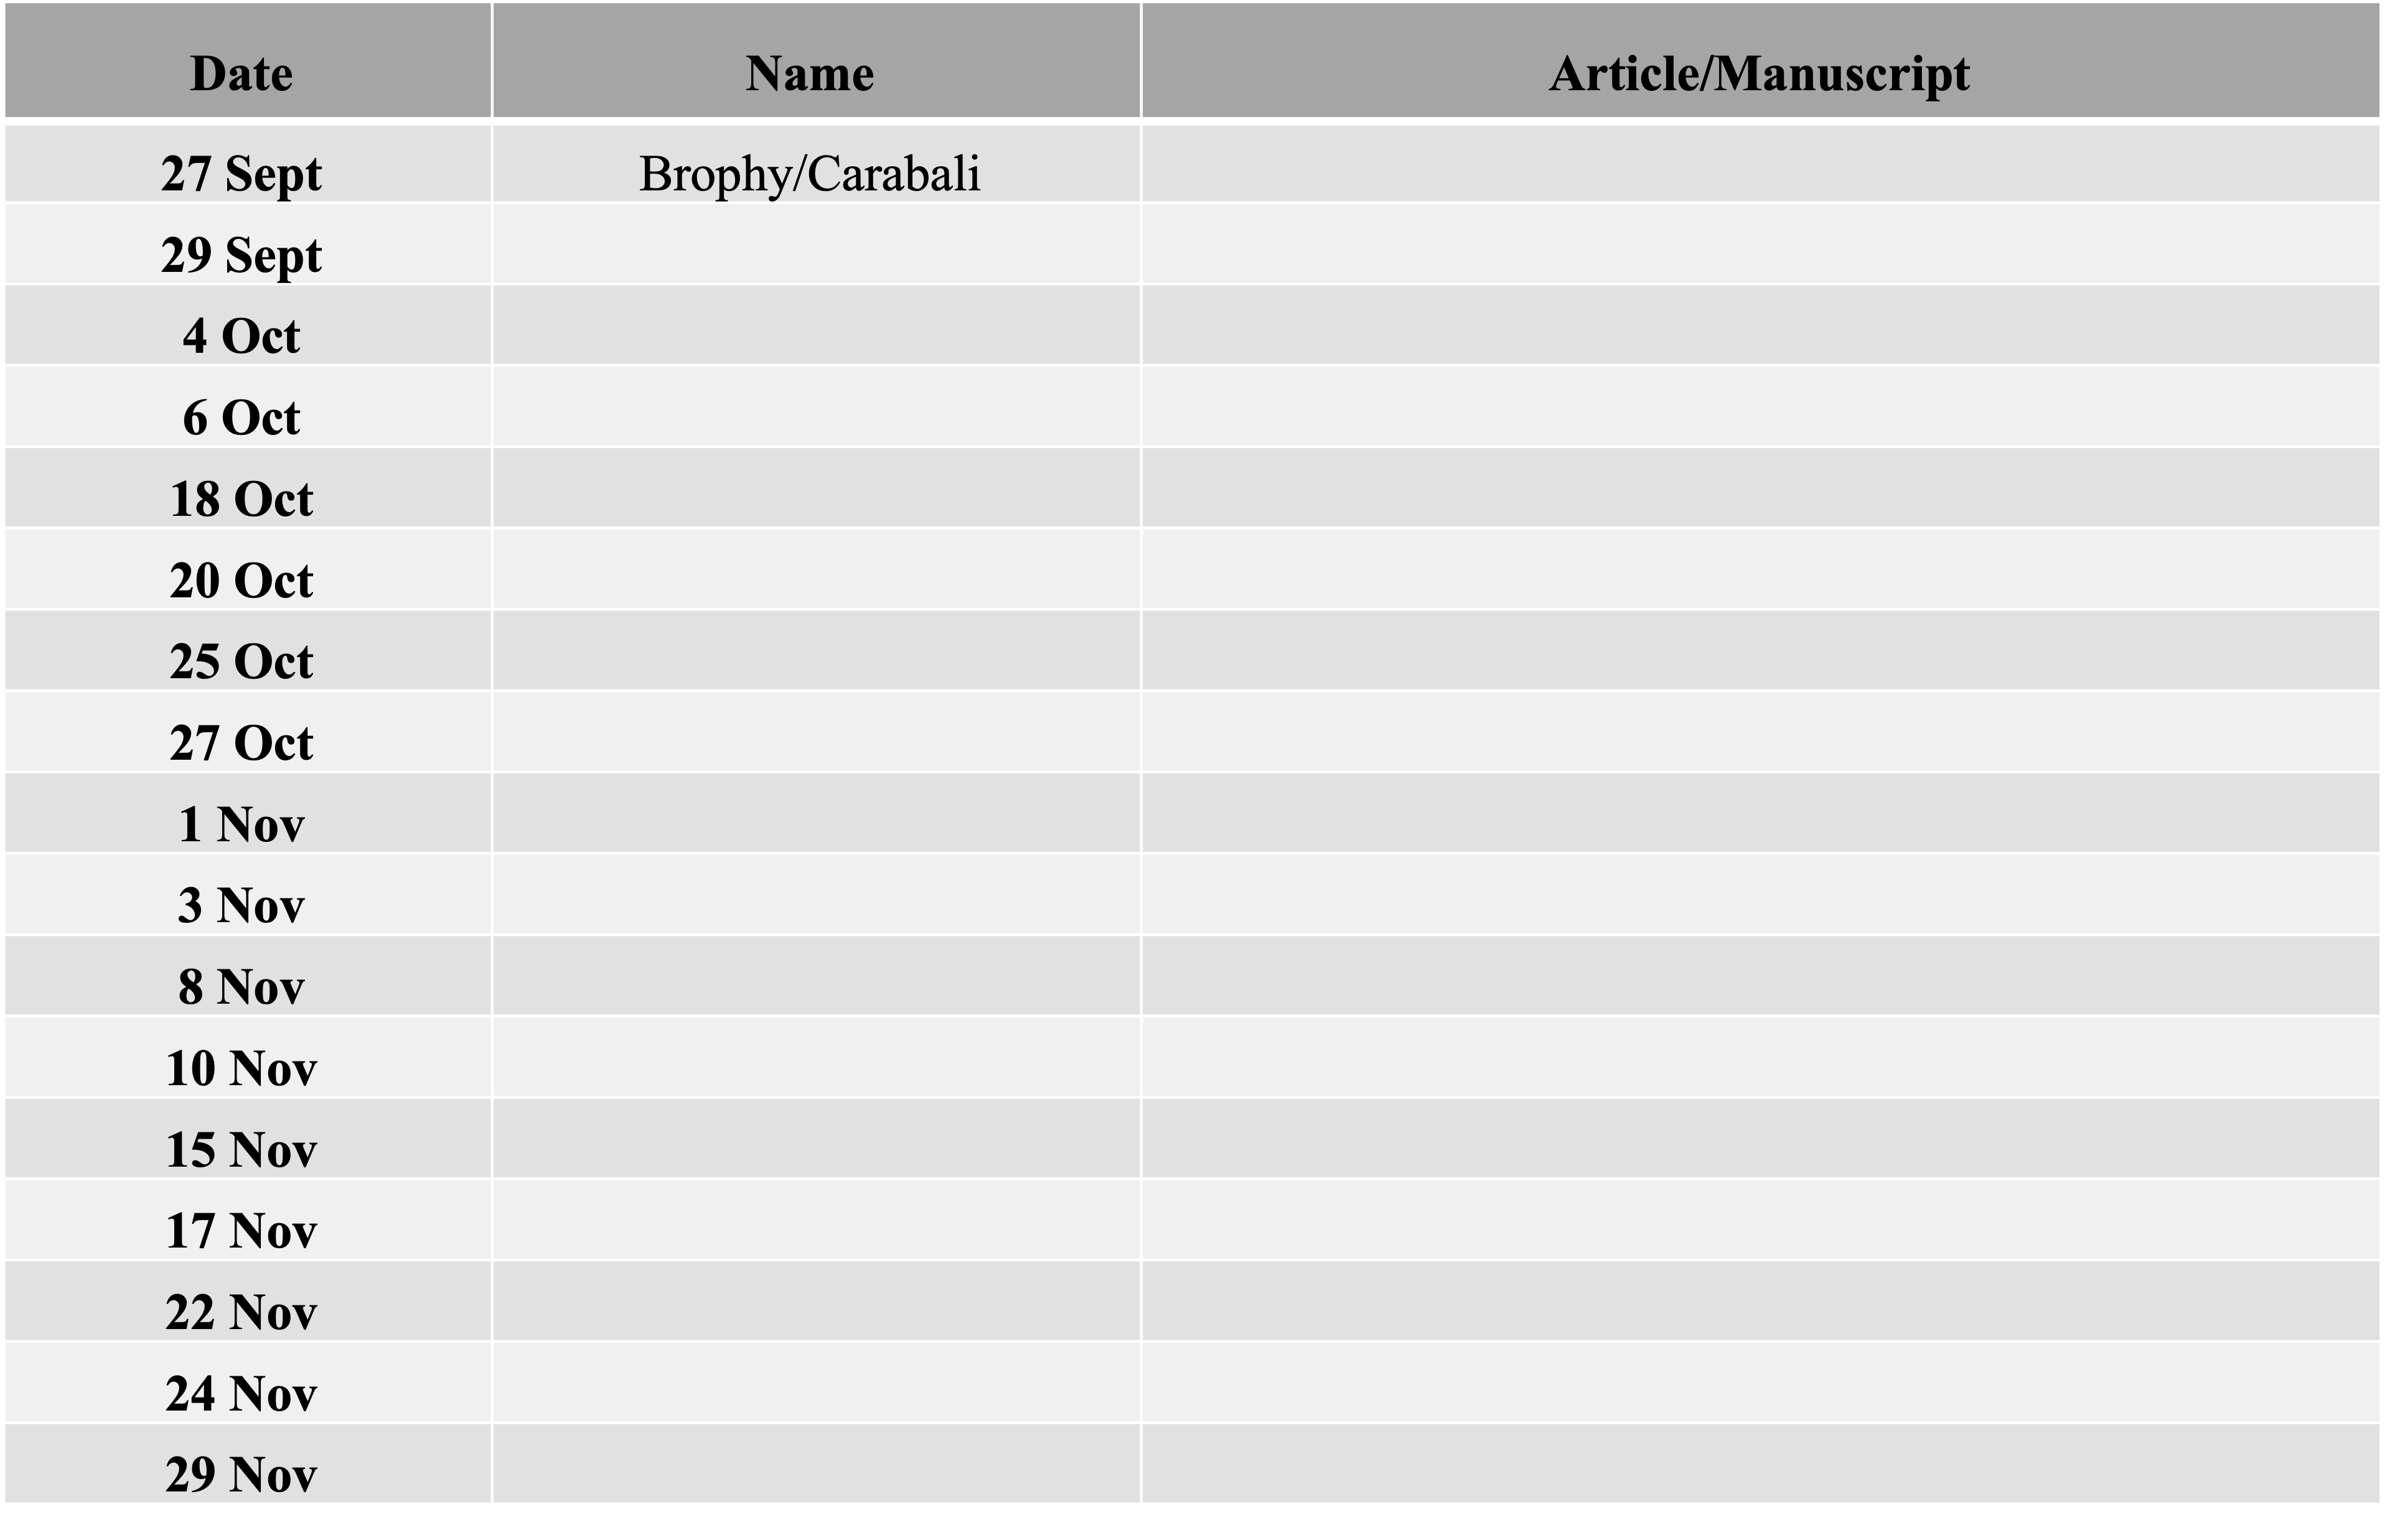 Date Name Article/Manuscript
27 Sept Brophy/Carabali
29 Sept
4 Oct
6 Oct
18 Oct
20 Oct
25 Oct
27 Oct
1 Nov
3 Nov
8 Nov
10 Nov
15 Nov
17 Nov
22 Nov
24 Nov
29 Nov